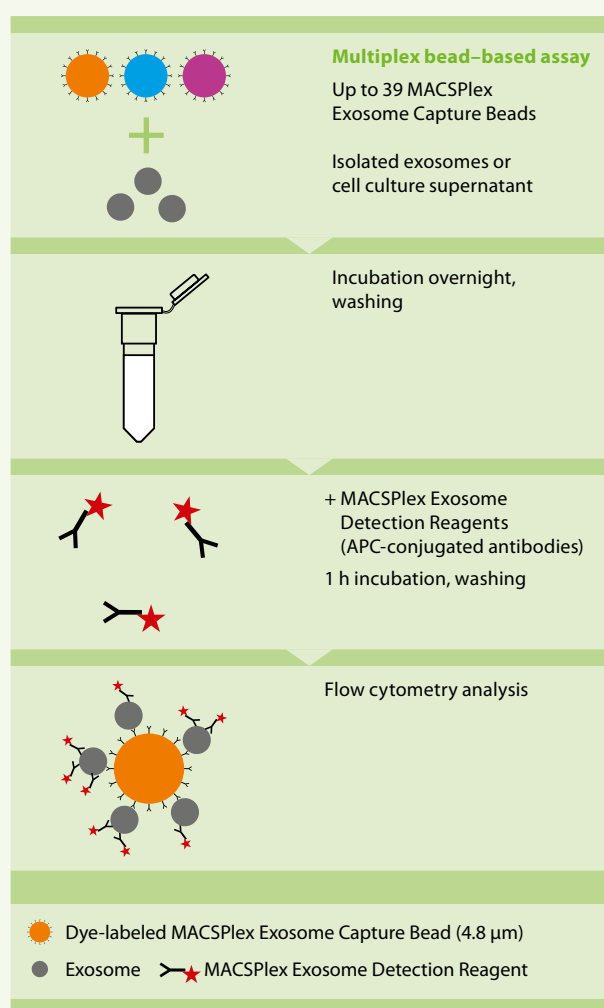 Multiplex bead–based assay
Up to 39 MACSPlex
Exosome Capture Beads
Isolated exosomes or
cell culture supernatant
Incubation overnight,
washing
+ MACSPlex Exosome
Detection Reagents
(APC-conjugated antibodies)
1 h incubation, washing
Flow cytometry analysis
Dye-labeled MACSPlex Exosome Capture Bead (4.8 µm)
Exosome MACSPlex Exosome Detection Reagent